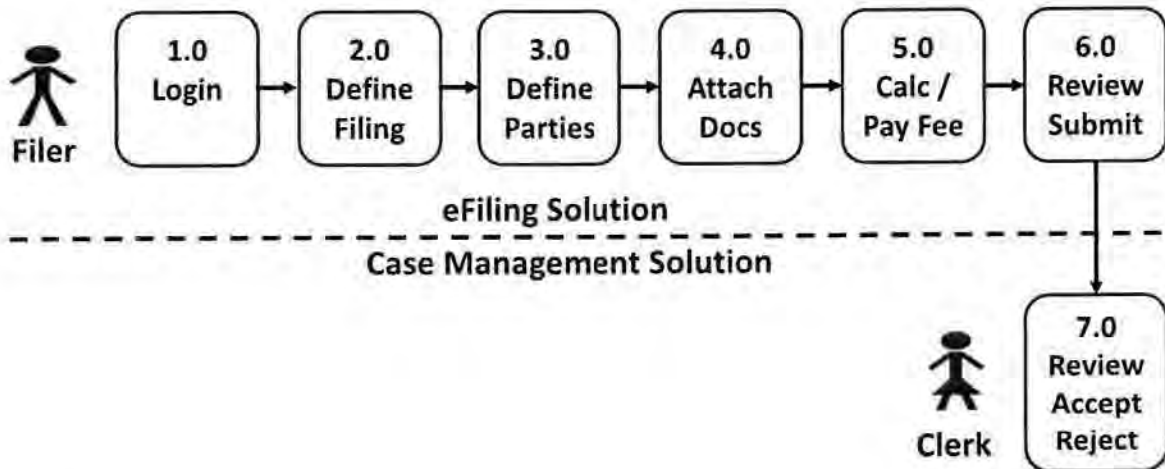 Filer
1.0
Login
2.0
Define
Filing
3.0
Define
Parties
4.0
Attach
Docs
5.0
Calc /
Pay Fee
6.0
Review
Submit
eFiling Solution
Case Management Solution
Clerk
7.0
Review
Accept
Reject